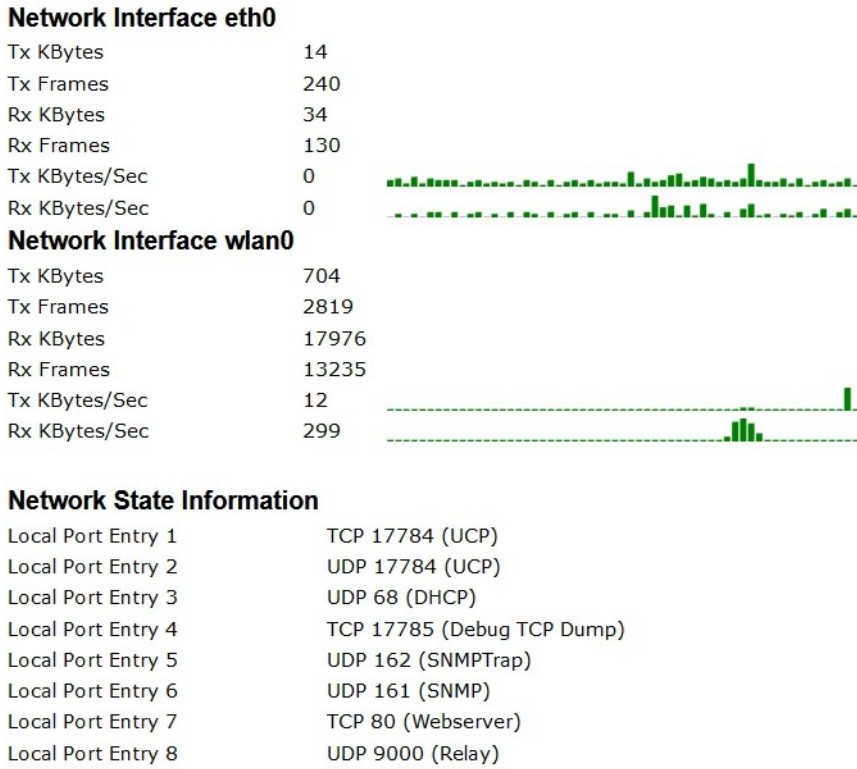 Network Interface eth0
Tx KBytes 14
Tx Frames 240
Rx KBytes 34
Rx Frames 130
Tx KBytes/Sec 0
Rx KBytes/Sec 0
Network Interface wlan0
Tx KBytes 704
Tx Frames 2819
Rx KBytes 17976
Rx Frames 13235
Tx KBytes/Sec 12
Rx KBytes/Sec 299
Network State Information
Local Port Entry 1 TCP 17784 (UCP)
Local Port Entry 2 UDP 17784 (UCP)
Local Port Entry 3 UDP 68 (DHCP)
Local Port Entry 4 TCP 17785 (Debug TCP Dump)
Local Port Entry 5 UDP 162 (SNMPTrap)
Local Port Entry 6 UDP 161 (SNMP)
Local Port Entry 7 TCP 80 (Webserver)
Local Port Entry 8 UDP 9000 (Relay)